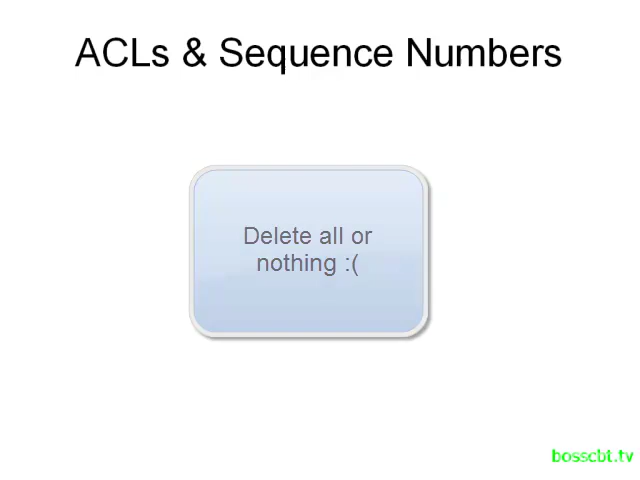 ACLs & Sequence Numbers
Delete all or
nothing :(
bosscbt.tv